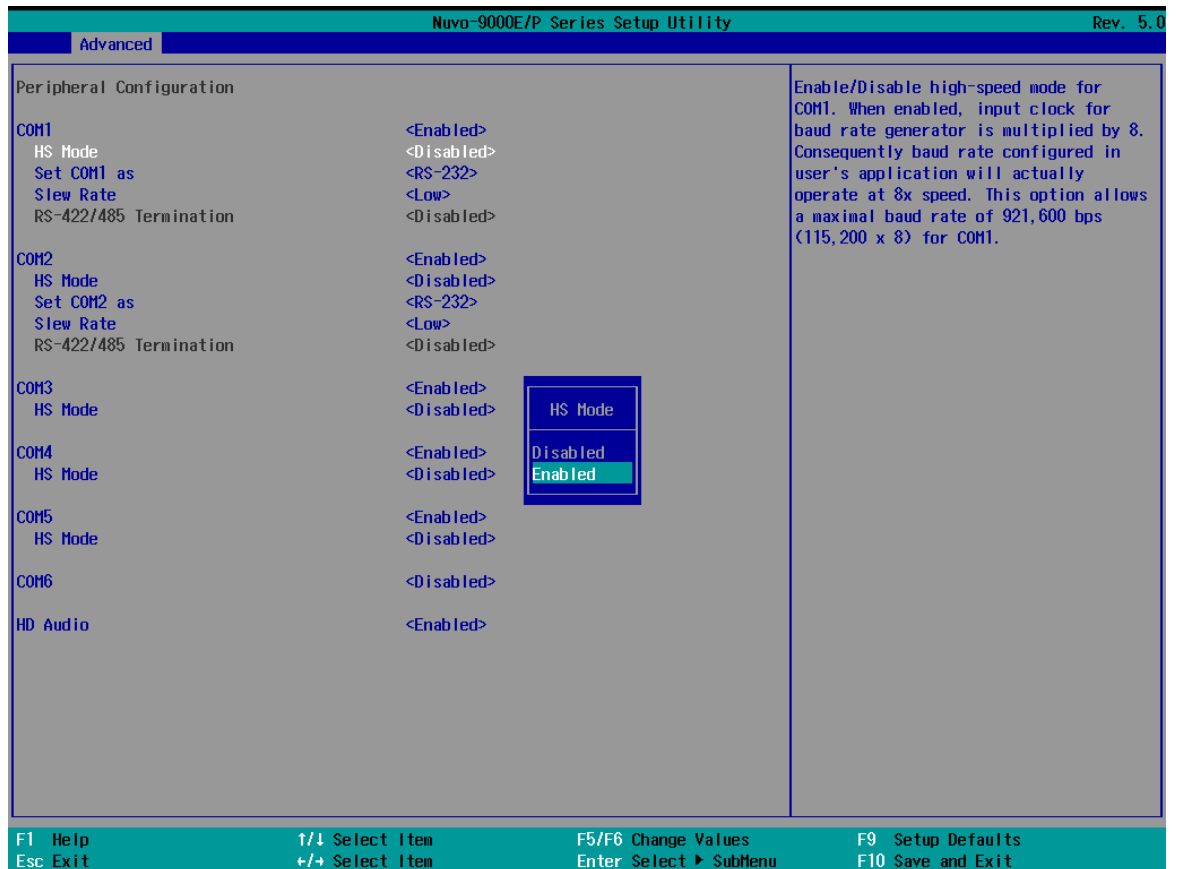 Nuvo-9000E/P Series Setup Utility Rev. 5.0
Advanced
Peripheral Configuration
COM1 <Enabled>
HS Mode <Disabled>
Set COM1 as <RS-232>
Slew Rate <Low>
RS-422/485 Termination <Disabled>
COM2 <Enabled>
HS Mode <Disabled>
Set COM2 as <RS-232>
Slew Rate <Low>
RS-422/485 Termination <Disabled>
COM3 <Enabled>
HS Mode <Disabled>
COM4 <Enabled>
HS Mode <Disabled>
COM5 <Enabled>
HS Mode <Disabled>
COM6 <Disabled>
HD Audio <Enabled>
HS Mode
Disabled
Enabled
Enable/Disable high-speed mode for
COM1. When enabled, input clock for
baud rate generator is multiplied by 8.
Consequently baud rate configured in
user's application will actually
operate at 8x speed. This option allows
a maximal baud rate of 921,600 bps
(115,200 x 8) for COM1.
F1 Help ↑/↓ Select Item F5/F6 Change Values F9 Setup Defaults
Esc Exit ←/→ Select Item Enter Select ▶ SubMenu F10 Save and Exit